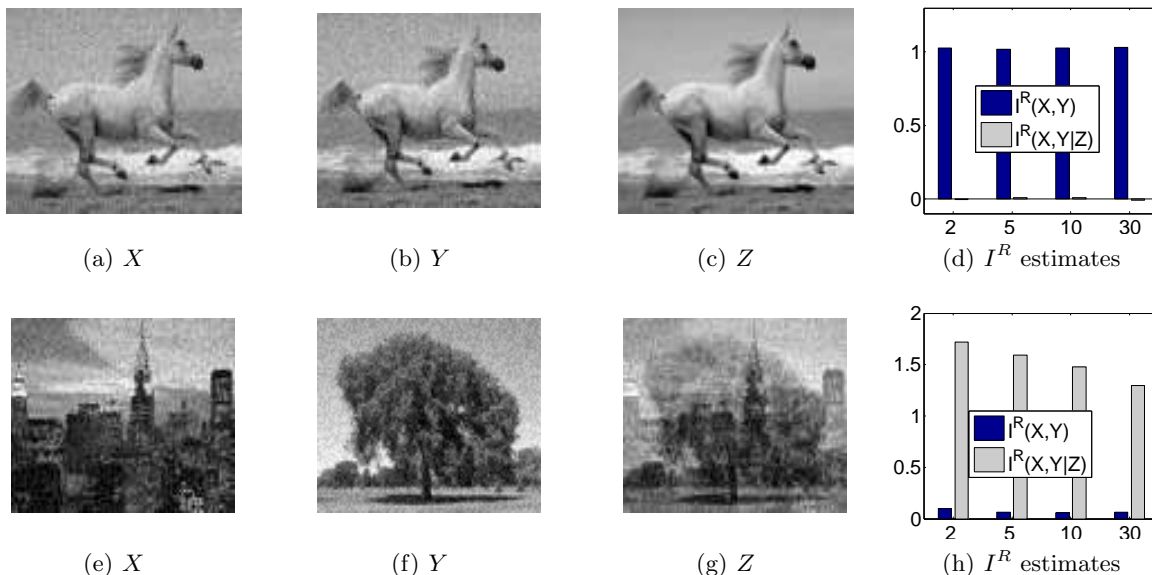 1
0.5
0
I^R(X,Y)
I^R(X,Y|Z)
2 5 10 30
(a) X
(b) Y
(c) Z
(d) I^R estimates
2
1.5
1
0.5
0
I^R(X,Y)
I^R(X,Y|Z)
2 5 10 30
(e) X
(f) Y
(g) Z
(h) I^R estimates